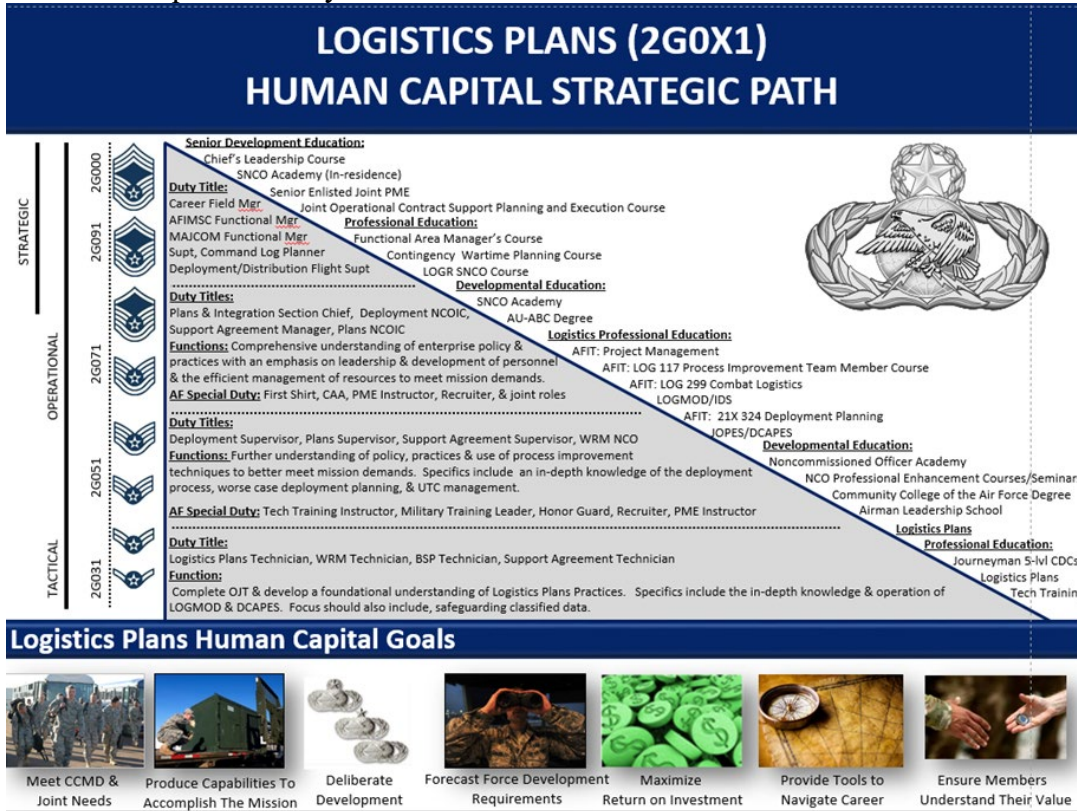 LOGISTICS PLANS (2G0X1)
HUMAN CAPITAL STRATEGIC PATH
STRATEGIC
OPERATIONAL
TACTICAL
2G000
2G091
2G071
2G051
2G031
Senior Development Education:
Chief's Leadership Course
SNCO Academy (In-residence)
Senior Enlisted Joint PME
Joint Operational Contract Support Planning and Execution Course
Professional Education:
Functional Area Manager's Course
Contingency Wartime Planning Course
LOGR SNCO Course
Developmental Education:
SNCO Academy
AU-ABC Degree
Logistics Professional Education:
AFIT: Project Management
AFIT: LOG 117 Process Improvement Team Member Course
AFIT: LOG 299 Combat Logistics
LOGMOD/IDS
AFIT: 21X 324 Deployment Planning
JOPES/DCAPES
Developmental Education:
Noncommissioned Officer Academy
NCO Professional Enhancement Courses/Seminar
Community College of the Air Force Degree
Airman Leadership School
Logistics Plans
Professional Education:
Journeyman 5-lvl CDCs
Logistics Plans
Tech Training
Duty Title:
Career Field Mgr
AFIMSC Functional Mgr
MAJCOM Functional Mgr
Supt, Command Log Planner
Deployment/Distribution Flight Supt
Duty Titles:
Plans & Integration Section Chief, Deployment NCOIC,
Support Agreement Manager, Plans NCOIC
Functions: Comprehensive understanding of enterprise policy &
practices with an emphasis on leadership & development of personnel
& the efficient management of resources to meet mission demands.
AF Special Duty: First Shirt, CAA, PME Instructor, Recruiter, & joint roles
Duty Titles:
Deployment Supervisor, Plans Supervisor, Support Agreement Supervisor, WRM NCO
Functions: Further understanding of policy, practices & use of process improvement
techniques to better meet mission demands. Specifics include an in-depth knowledge of the deployment
process, worse case deployment planning, & UTC management.
AF Special Duty: Tech Training Instructor, Military Training Leader, Honor Guard, Recruiter, PME Instructor
Duty Title:
Logistics Plans Technician, WRM Technician, BSP Technician, Support Agreement Technician
Function:
Complete OJT & develop a foundational understanding of Logistics Plans Practices. Specifics include the in-depth knowledge & operation of
LOGMOD & DCAPES. Focus should also include, safeguarding classified data.
Logistics Plans Human Capital Goals
Meet CCMD &
Joint Needs
Produce Capabilities To
Accomplish The Mission
Deliberate
Development
Forecast Force Development
Requirements
Maximize
Return on Investment
Provide Tools to
Navigate Career
Ensure Members
Understand Their Value